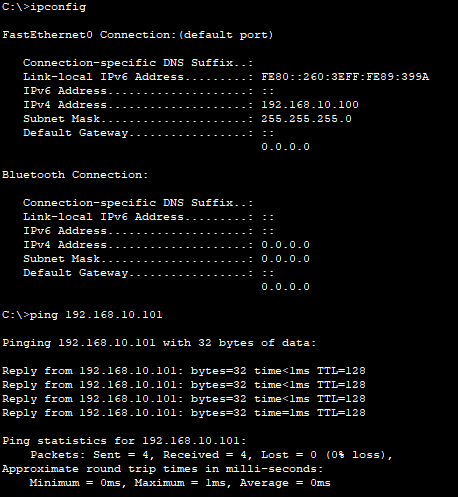 C:\>ipconfig
FastEthernet0 Connection:(default port)
Connection-specific DNS Suffix..:
Link-local IPv6 Address.........: FE80::260:3EFF:FE89:399A
IPv6 Address....................: ::
IPv4 Address....................: 192.168.10.100
Subnet Mask.....................: 255.255.255.0
Default Gateway.................: ::
0.0.0.0
Bluetooth Connection:
Connection-specific DNS Suffix..:
Link-local IPv6 Address.........: ::
IPv6 Address....................: ::
IPv4 Address....................: 0.0.0.0
Subnet Mask.....................: 0.0.0.0
Default Gateway.................: ::
0.0.0.0
C:\>ping 192.168.10.101
Pinging 192.168.10.101 with 32 bytes of data:
Reply from 192.168.10.101: bytes=32 time<1ms TTL=128
Reply from 192.168.10.101: bytes=32 time<1ms TTL=128
Reply from 192.168.10.101: bytes=32 time=1ms TTL=128
Reply from 192.168.10.101: bytes=32 time=1ms TTL=128
Ping statistics for 192.168.10.101:
Packets: Sent = 4, Received = 4, Lost = 0 (0% loss),
Approximate round trip times in milli-seconds:
Minimum = 0ms, Maximum = 1ms, Average = 0ms